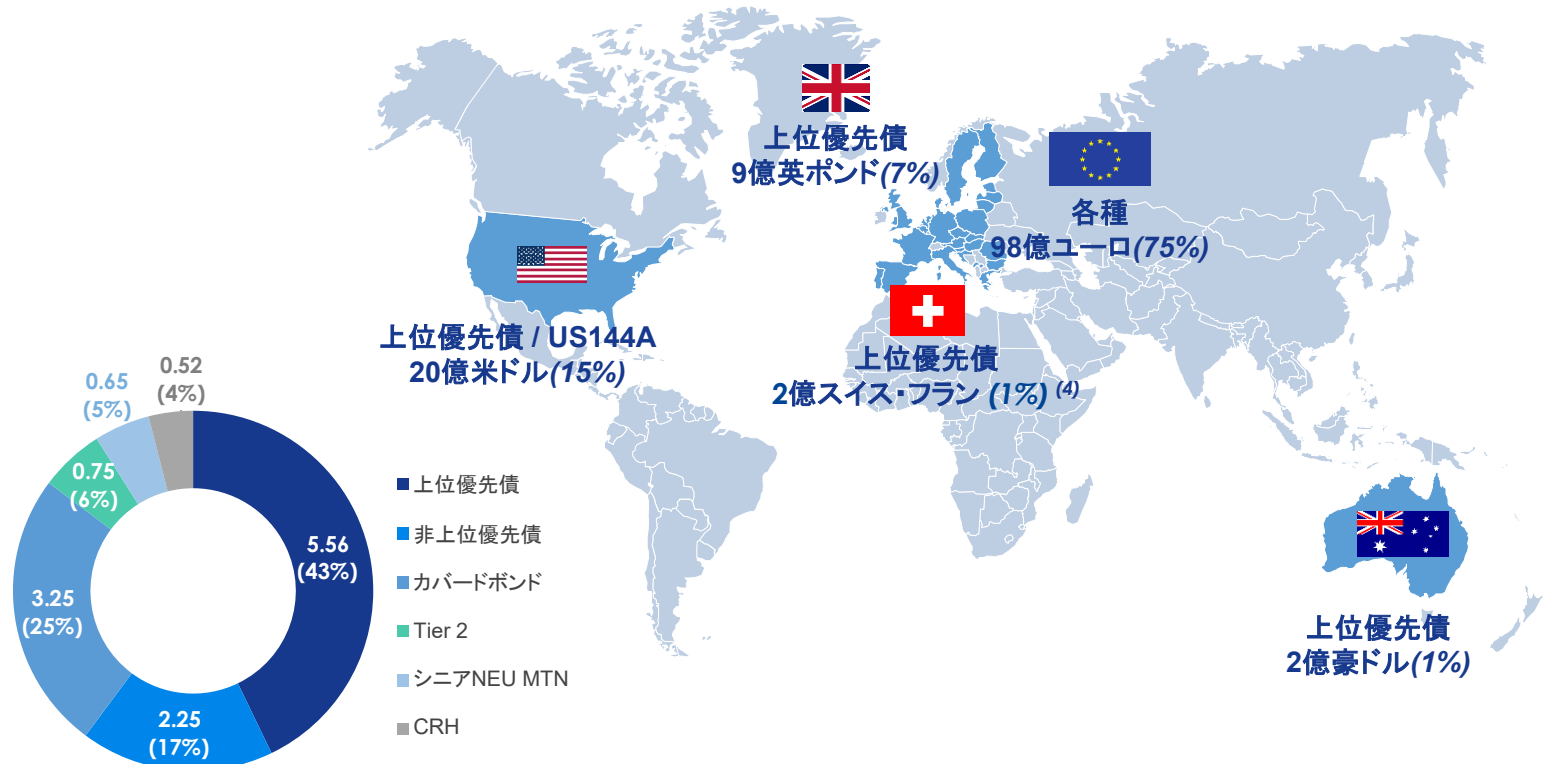 上位優先債
9億英ポンド(7%)
各種
98億ユーロ(75%)
上位優先債 / US144A
20億米ドル(15%)
上位優先債
2億スイス・フラン (1%) (4)
上位優先債
2億豪ドル(1%)
0.52
(4%)
0.65
(5%)
0.75
(6%)
5.56
(43%)
3.25
(25%)
2.25
(17%)
上位優先債
非上位優先債
カバードボンド
Tier 2
シニアNEU MTN
CRH